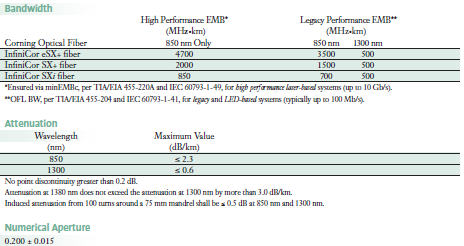 Bandwidth
High Performance EMB* Legacy Performance EMB**
(MHz•km) (MHz•km)
Corning Optical Fiber 850 nm Only 850 nm 1300 nm
InfiniCor eSX+ fiber 4700 3500 500
InfiniCor SX+ fiber 2000 1500 500
InfiniCor SXi fiber 850 700 500
*Ensured via minEMBc, per TIA/EIA 455-220A and IEC 60793-1-49, for high performance laser-based systems (up to 10 Gb/s).
**OFL BW, per TIA/EIA 455-204 and IEC 60793-1-41, for legacy and LED-based systems (typically up to 100 Mb/s).
Attenuation
Wavelength Maximum Value
(nm) (dB/km)
850 ≤ 2.3
1300 ≤ 0.6
No point discontinuity greater than 0.2 dB.
Attenuation at 1380 nm does not exceed the attenuation at 1300 nm by more than 3.0 dB/km.
Induced attenuation from 100 turns around a 75 mm mandrel shall be ≤ 0.5 dB at 850 nm and 1300 nm.
Numerical Aperture
0.200 ± 0.015